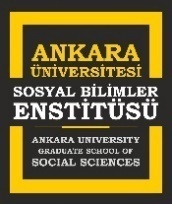 ANKARA
ÜNİVERSİTESİ
SOSYAL BİLİMLER
ENSTİTÜSÜ
ANKARA UNIVERSITY
GRADUATE SCHOOL OF
SOCIAL SCIENCES